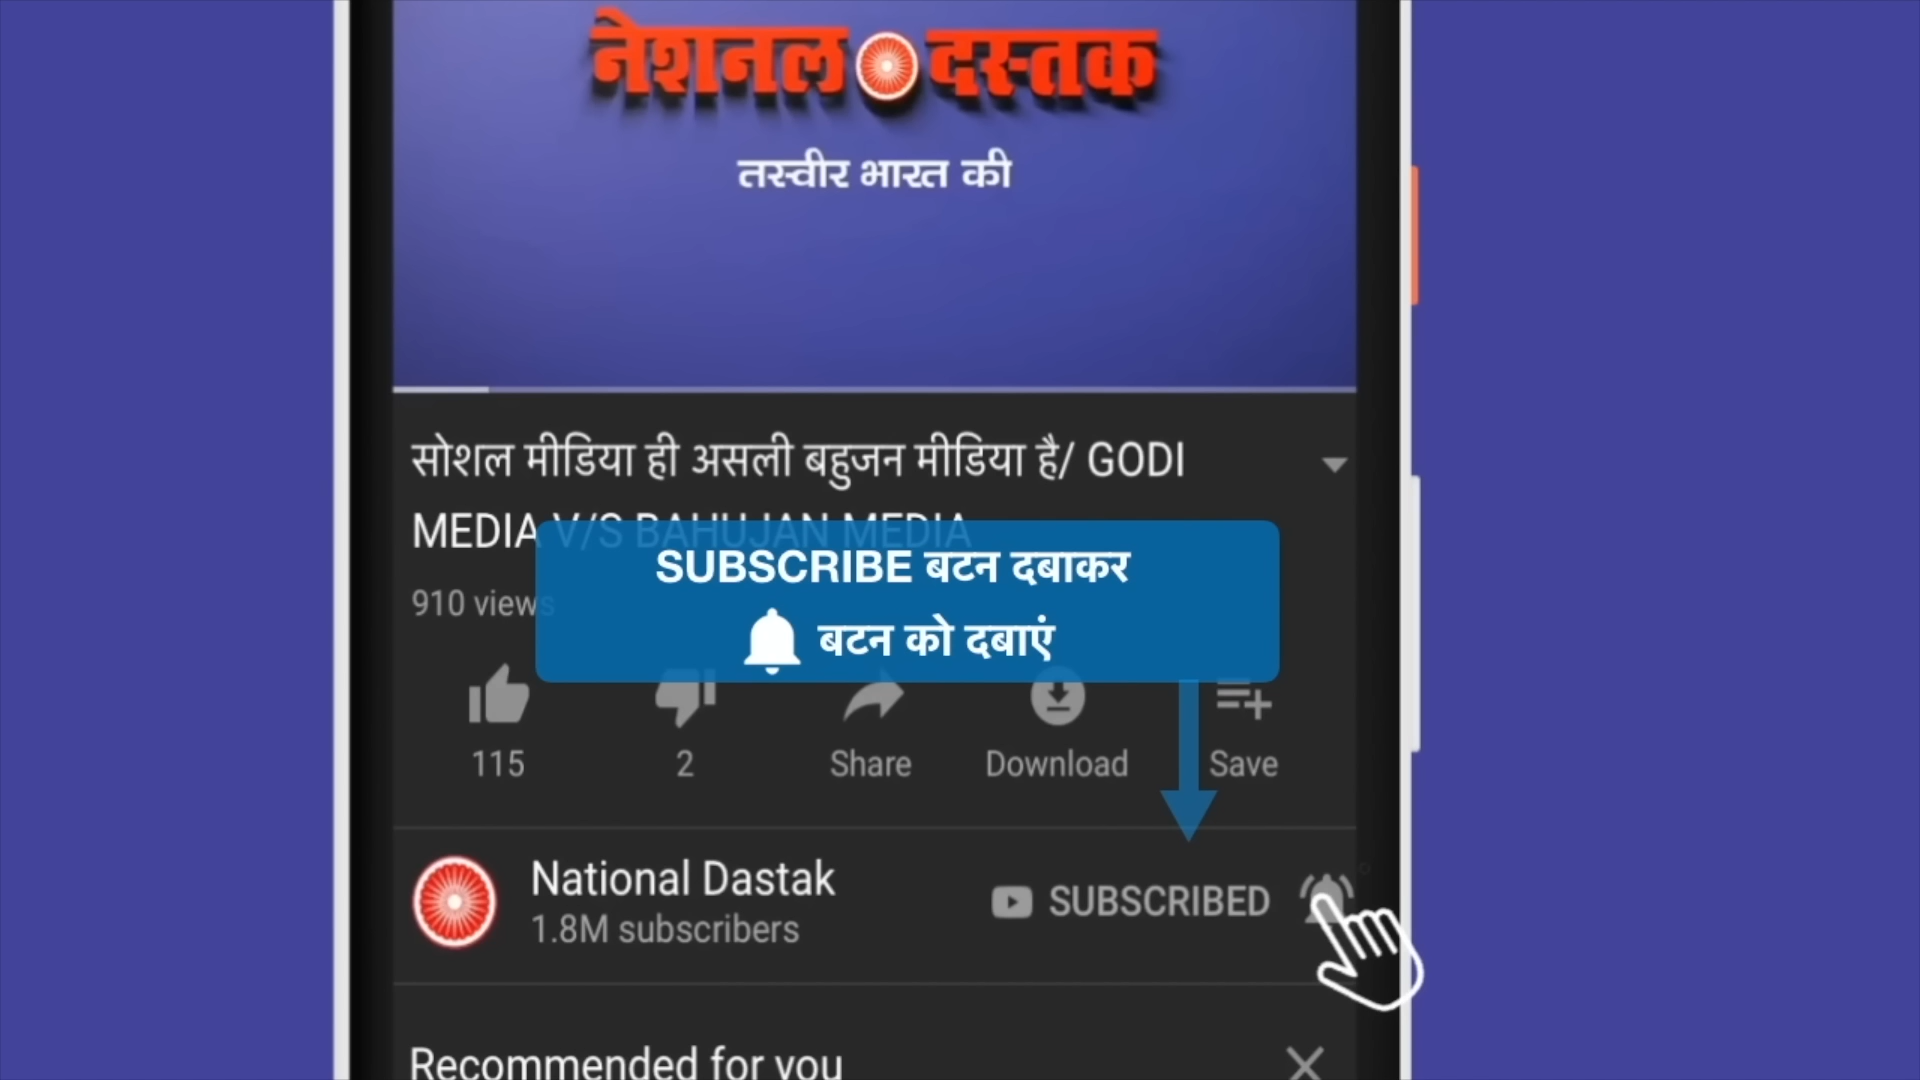 नेशनल दस्तक
तस्वीर भारत की
सोशल मीडिया ही असली बहुजन मीडिया है/ GODI
MEDIA V/S BAHUJAN MEDIA
910 views
SUBSCRIBE बटन दबाकर
बटन को दबाएं
115
2
Share
Download
Save
National Dastak
1.8M subscribers
SUBSCRIBED
Recommended for you